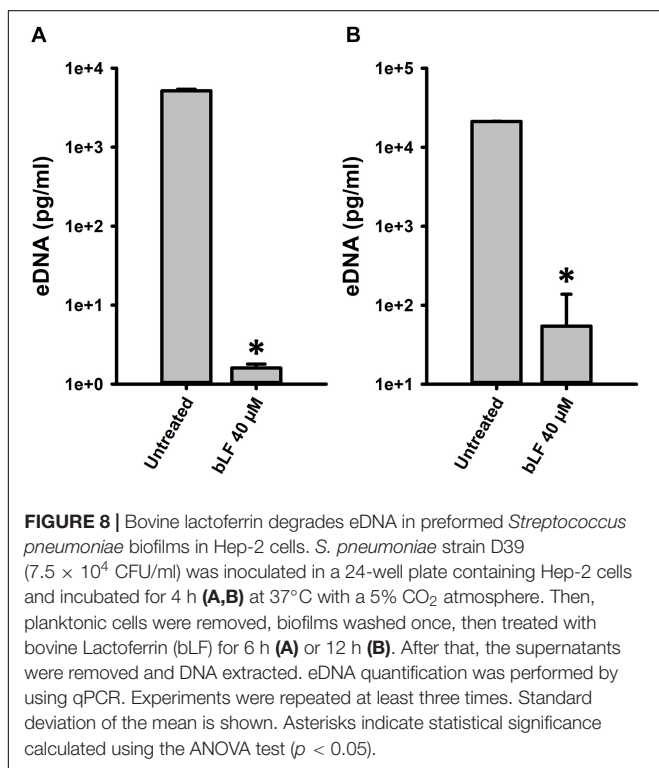 A
B
1e+4
1e+3
1e+2
1e+1
1e+0
eDNA (pg/ml)
*
Untreated
bLF 40 µM
1e+5
1e+4
1e+3
1e+2
1e+1
eDNA (pg/ml)
*
Untreated
bLF 40 µM
FIGURE 8 | Bovine lactoferrin degrades eDNA in preformed Streptococcus
pneumoniae biofilms in Hep-2 cells. S. pneumoniae strain D39
(7.5 × 10⁴ CFU/ml) was inoculated in a 24-well plate containing Hep-2 cells
and incubated for 4 h (A,B) at 37°C with a 5% CO₂ atmosphere. Then,
planktonic cells were removed, biofilms washed once, then treated with
bovine Lactoferrin (bLF) for 6 h (A) or 12 h (B). After that, the supernatants
were removed and DNA extracted. eDNA quantification was performed by
using qPCR. Experiments were repeated at least three times. Standard
deviation of the mean is shown. Asterisks indicate statistical significance
calculated using the ANOVA test (p < 0.05).